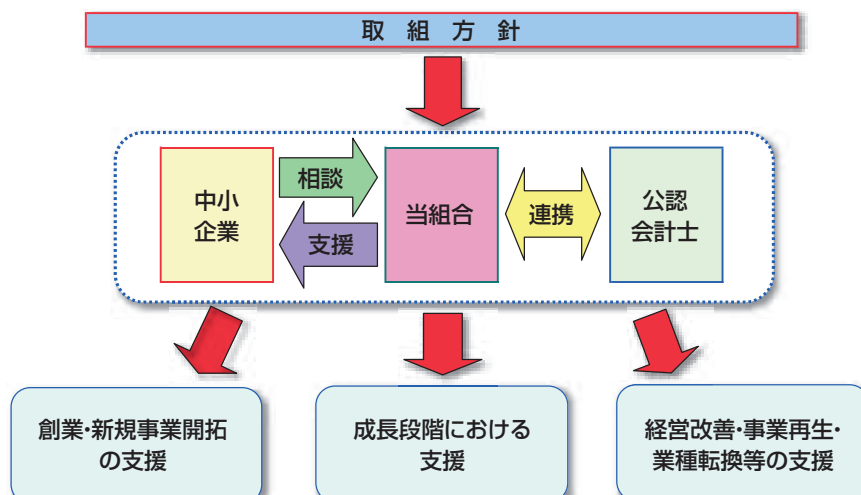 取組方針
相談
中小
企業
支援
当組合
連携
公認
会計士
創業・新規事業開拓
の支援
成長段階における
支援
経営改善・事業再生・
業種転換等の支援